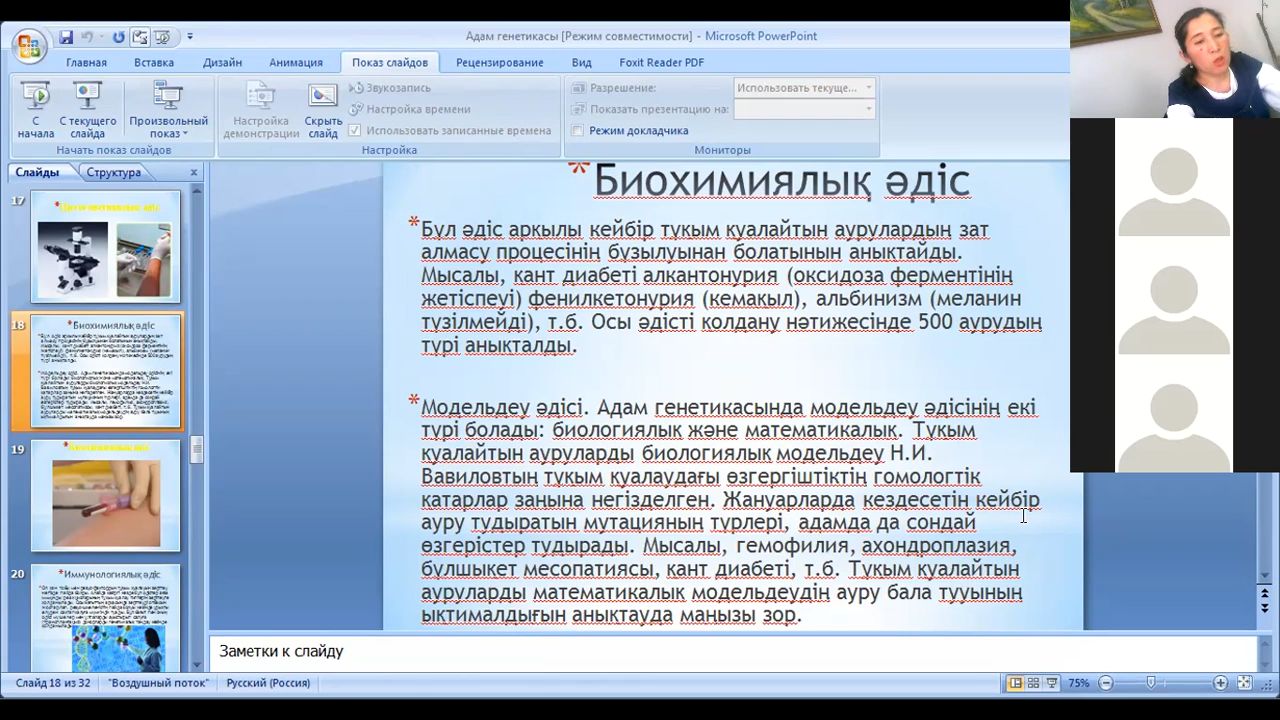 Адам генетикасы [Режим совместимости] - Microsoft PowerPoint
Главная Вставка Дизайн Анимация Показ слайдов Рецензирование Вид Foxit Reader PDF
С начала
С текущего слайда
Произвольный показ
Начать показ слайдов
Настройка демонстрации
Скрыть слайд
Звукозапись
Настройка времени
Использовать записанные времена
Настройка
Разрешение: Использовать текуще...
Показать презентацию на:
Режим докладчика
Мониторы
Слайды Структура
17
18
Биохимиялық әдіс
19
20
Иммунологиялық әдіс
* Биохимиялық әдіс
* Бұл әдіс арқылы кейбір тұқым қуалайтын аурулардың зат
алмасу процесінің бұзылуынан болатынын анықтайды.
Мысалы, қант диабеті алкантонурия (оксидоза ферментінің
жетіспеуі) фенилкетонурия (кемақыл), альбинизм (меланин
түзілмейді), т.б. Осы әдісті қолдану нәтижесінде 500 аурудың
түрі анықталды.
* Модельдеу әдісі. Адам генетикасында модельдеу әдісінің екі
түрі болады: биологиялық және математикалық. Тұқым
қуалайтын ауруларды биологиялық модельдеу Н.И.
Вавиловтың тұқым қуалаудағы өзгергіштіктің гомологтік
қатарлар заңына негізделген. Жануарларда кездесетін кейбір
ауру тудыратын мутацияның түрлері, адамда да сондай
өзгерістер тудырады. Мысалы, гемофилия, ахондроплазия,
бұлшықет месопатиясы, қант диабеті, т.б. Тұқым қуалайтын
ауруларды математикалық модельдеудің ауру бала тууының
ықтималдығын анықтауда маңызы зор.
Заметки к слайду
Слайд 18 из 32 "Воздушный поток" Русский (Россия) 75%